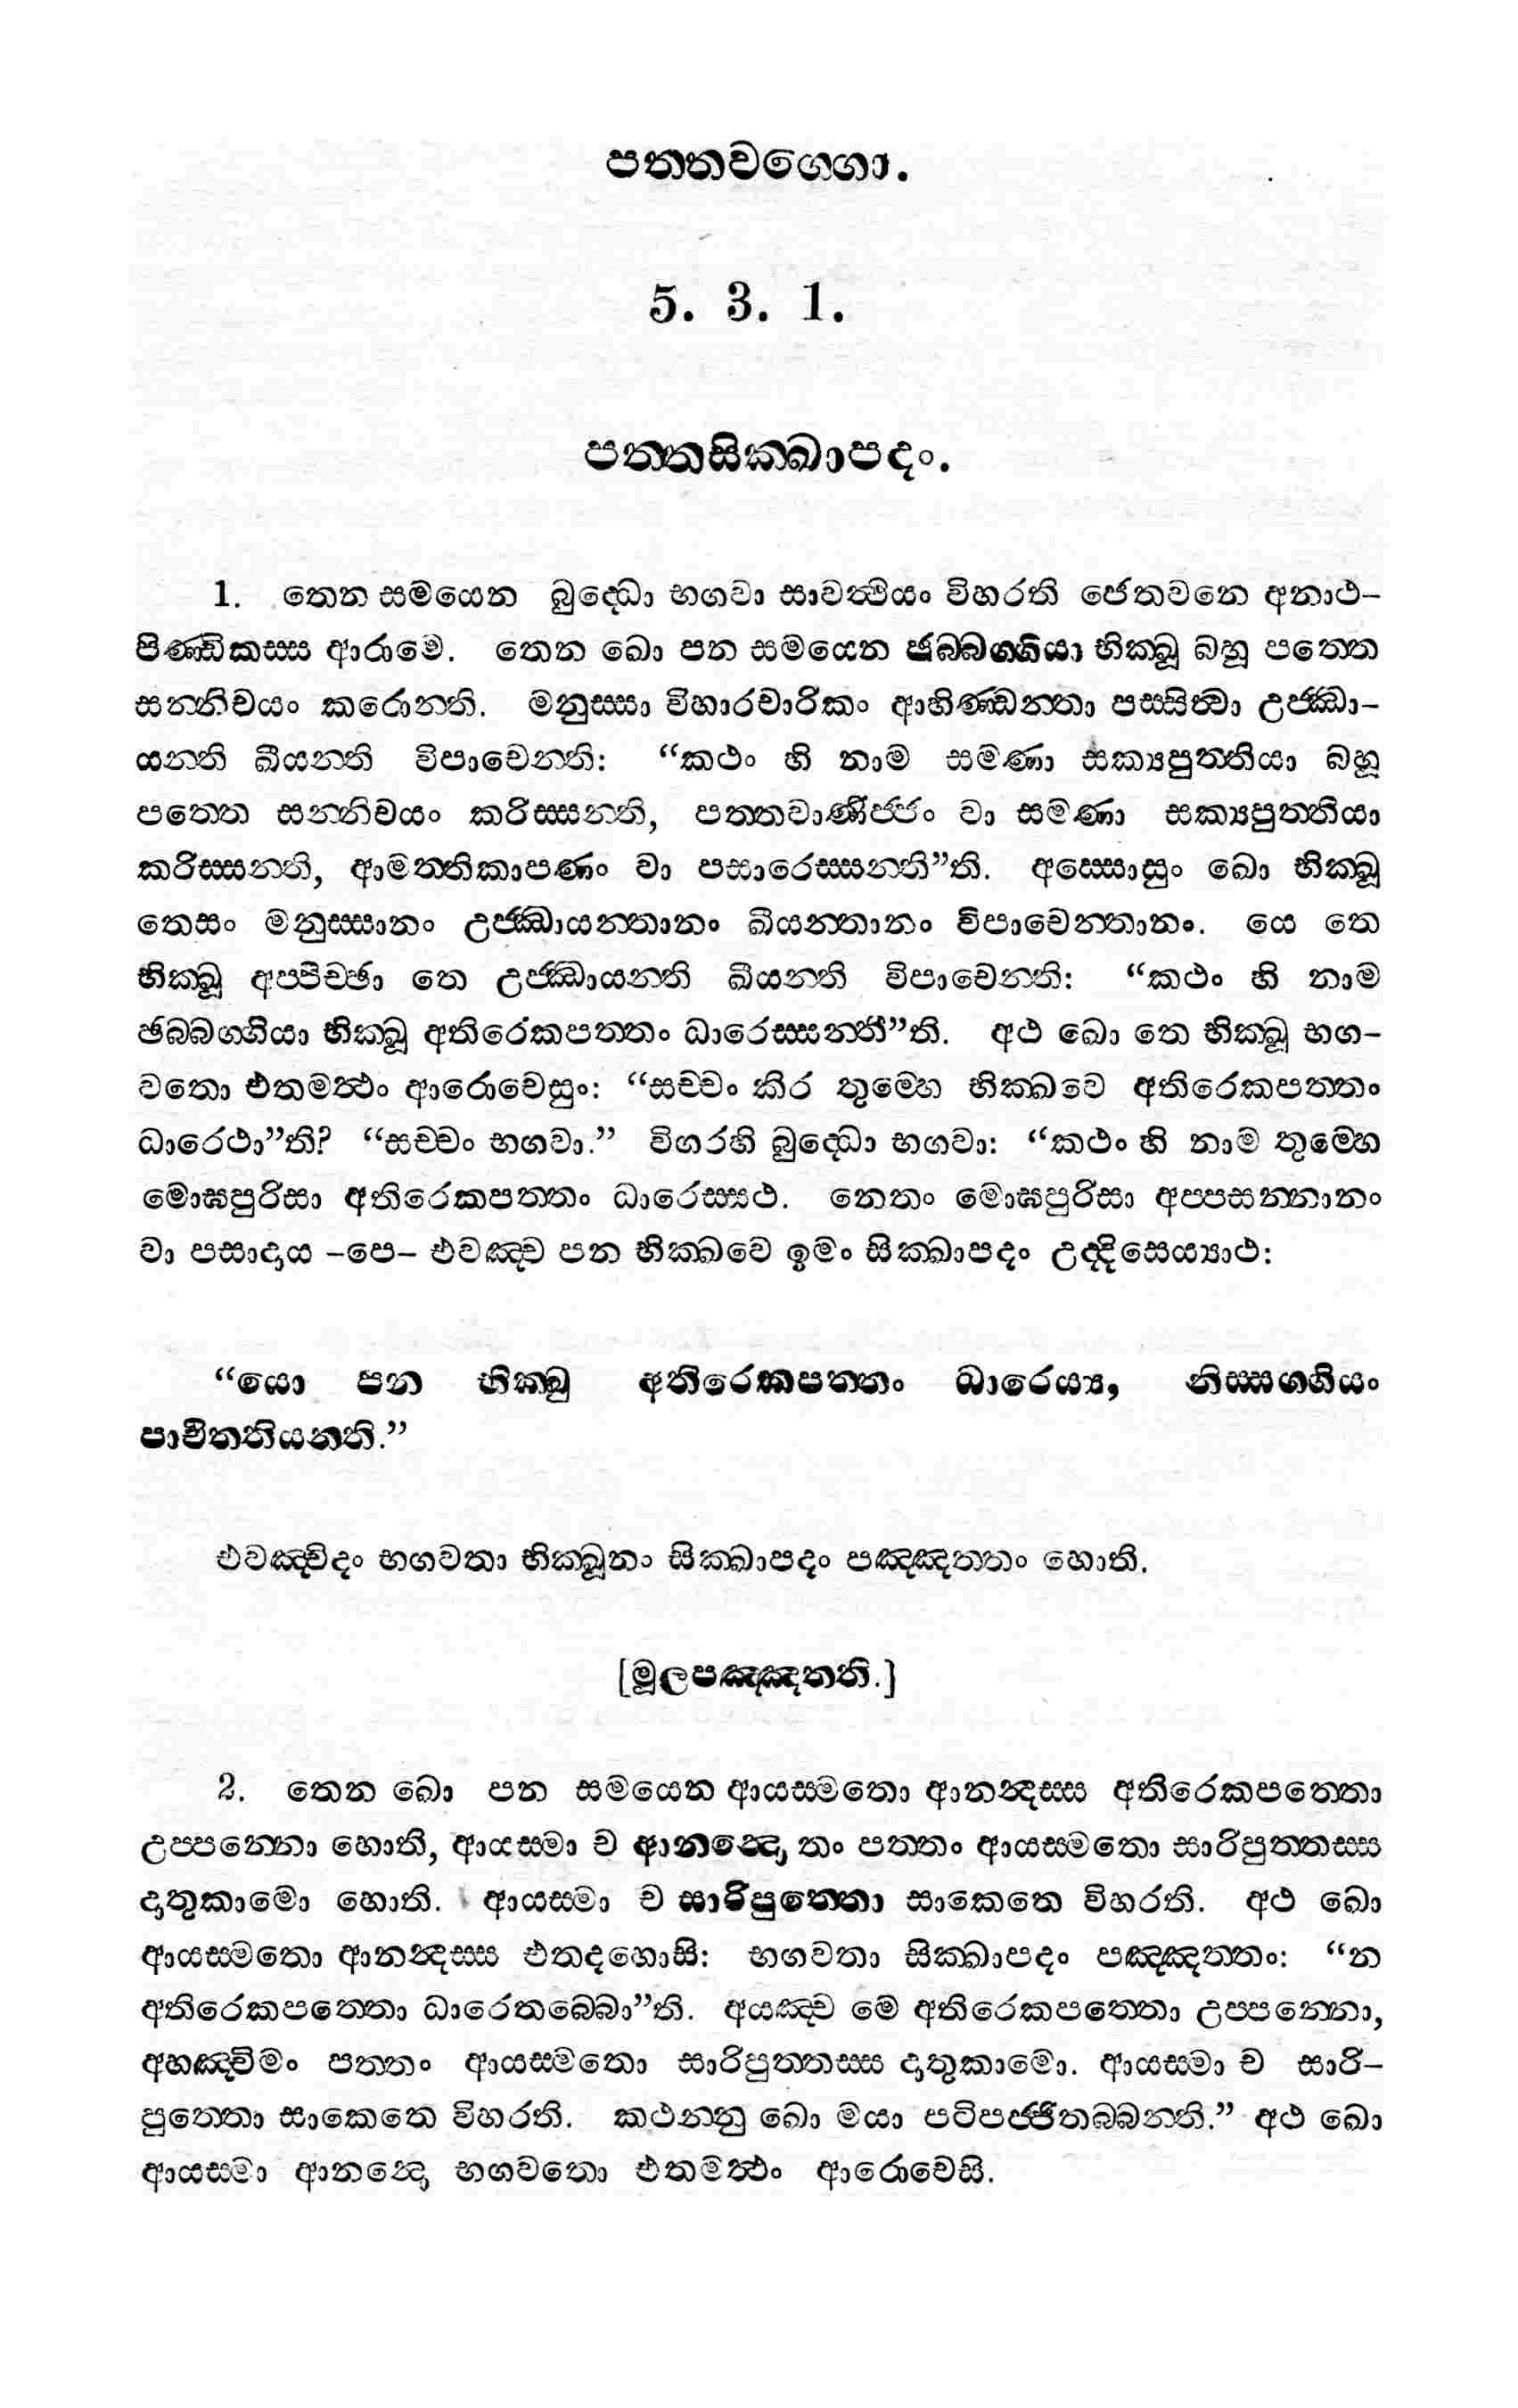 පත්තවග්ගො.
5. 3. 1.
පත්තසික්ඛාපදං.
1. තෙන සමයෙන බුද්ධො භගවා සාවත්ථියං විහරති ජෙතවනෙ අනාථ-
පිණ්ඩිකස්ස ආරාමෙ. තෙන ඛො පන සමයෙන ඡබ්බග්ගියා භික්ඛූ බහූ පත්තෙ
සන්නිචයං කරොන්ති. මනුස්සා විහාරචාරිකං ආහිණ්ඩන්තා පස්සිත්වා උජ්ඣා-
යන්ති ඛීයන්ති විපාචෙන්ති: “කථං හි නාම සමණා සක්‍යපුත්තියා බහූ
පත්තෙ සන්නිචයං කරිස්සන්ති, පත්තවාණිජ්ජං වා සමණා සක්‍යපුත්තියා
කරිස්සන්ති, ආමත්තිකාපණං වා පසාරෙස්සන්ති”ති. අස්සොසුං ඛො භික්ඛූ
තෙසං මනුස්සානං උජ්ඣායන්තානං ඛීයන්තානං විපාචෙන්තානං. යෙ තෙ
භික්ඛූ අප්පිච්ඡා තෙ උජ්ඣායන්ති ඛීයන්ති විපාචෙන්ති: “කථං හි නාම
ඡබ්බග්ගියා භික්ඛූ අතිරෙකපත්තං ධාරෙස්සන්තී”ති. අථ ඛො තෙ භික්ඛූ භග-
වතො එතමත්ථං ආරොචෙසුං: “සච්චං කිර තුම්හෙ භික්ඛවෙ අතිරෙකපත්තං
ධාරෙථා”ති? “සච්චං භගවා.” විගරහි බුද්ධො භගවා: “කථං හි නාම තුම්හෙ
මොඝපුරිසා අතිරෙකපත්තං ධාරෙස්සථ. නෙතං මොඝපුරිසා අප්පසන්නානං
වා පසාදාය -පෙ- එවඤ්ච පන භික්ඛවෙ ඉමං සික්ඛාපදං උද්දිසෙය්‍යාථ:
“යො පන භික්ඛු අතිරෙකපත්තං ධාරෙය්‍ය, නිස්සග්ගියං
පාචිත්තියන්ති.”
එවඤ්චිදං භගවතා භික්ඛූනං සික්ඛාපදං පඤ්ඤත්තං හොති.
[මූලපඤ්ඤත්ති.]
2. තෙන ඛො පන සමයෙන ආයස්මතො ආනන්දස්ස අතිරෙකපත්තො
උප්පන්නො හොති, ආයස්මා ච ආනන්දො තං පත්තං ආයස්මතො සාරිපුත්තස්ස
දාතුකාමො හොති. ආයස්මා ච සාරිපුත්තො සාකෙතෙ විහරති. අථ ඛො
ආයස්මතො ආනන්දස්ස එතදහොසි: භගවතා සික්ඛාපදං පඤ්ඤත්තං: “න
අතිරෙකපත්තො ධාරෙතබ්බො”ති. අයඤ්ච මෙ අතිරෙකපත්තො උප්පන්නො,
අහඤ්චිමං පත්තං ආයස්මතො සාරිපුත්තස්ස දාතුකාමො. ආයස්මා ච සාරි-
පුත්තො සාකෙතෙ විහරති. කථන්නු ඛො මයා පටිපජ්ජිතබ්බන්ති.” අථ ඛො
ආයස්මා ආනන්දො භගවතො එතමත්ථං ආරොචෙසි.